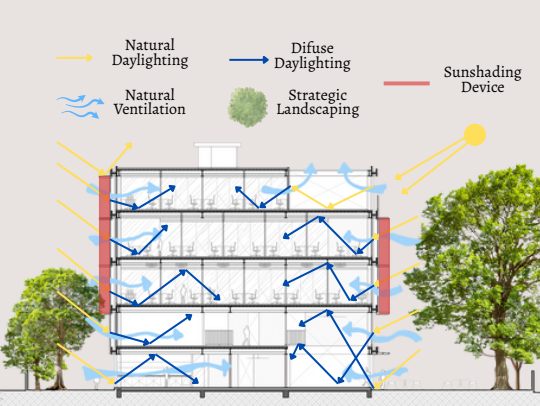 Natural
Daylighting
Difuse
Daylighting
Sunshading
Device
Natural
Ventilation
Strategic
Landscaping